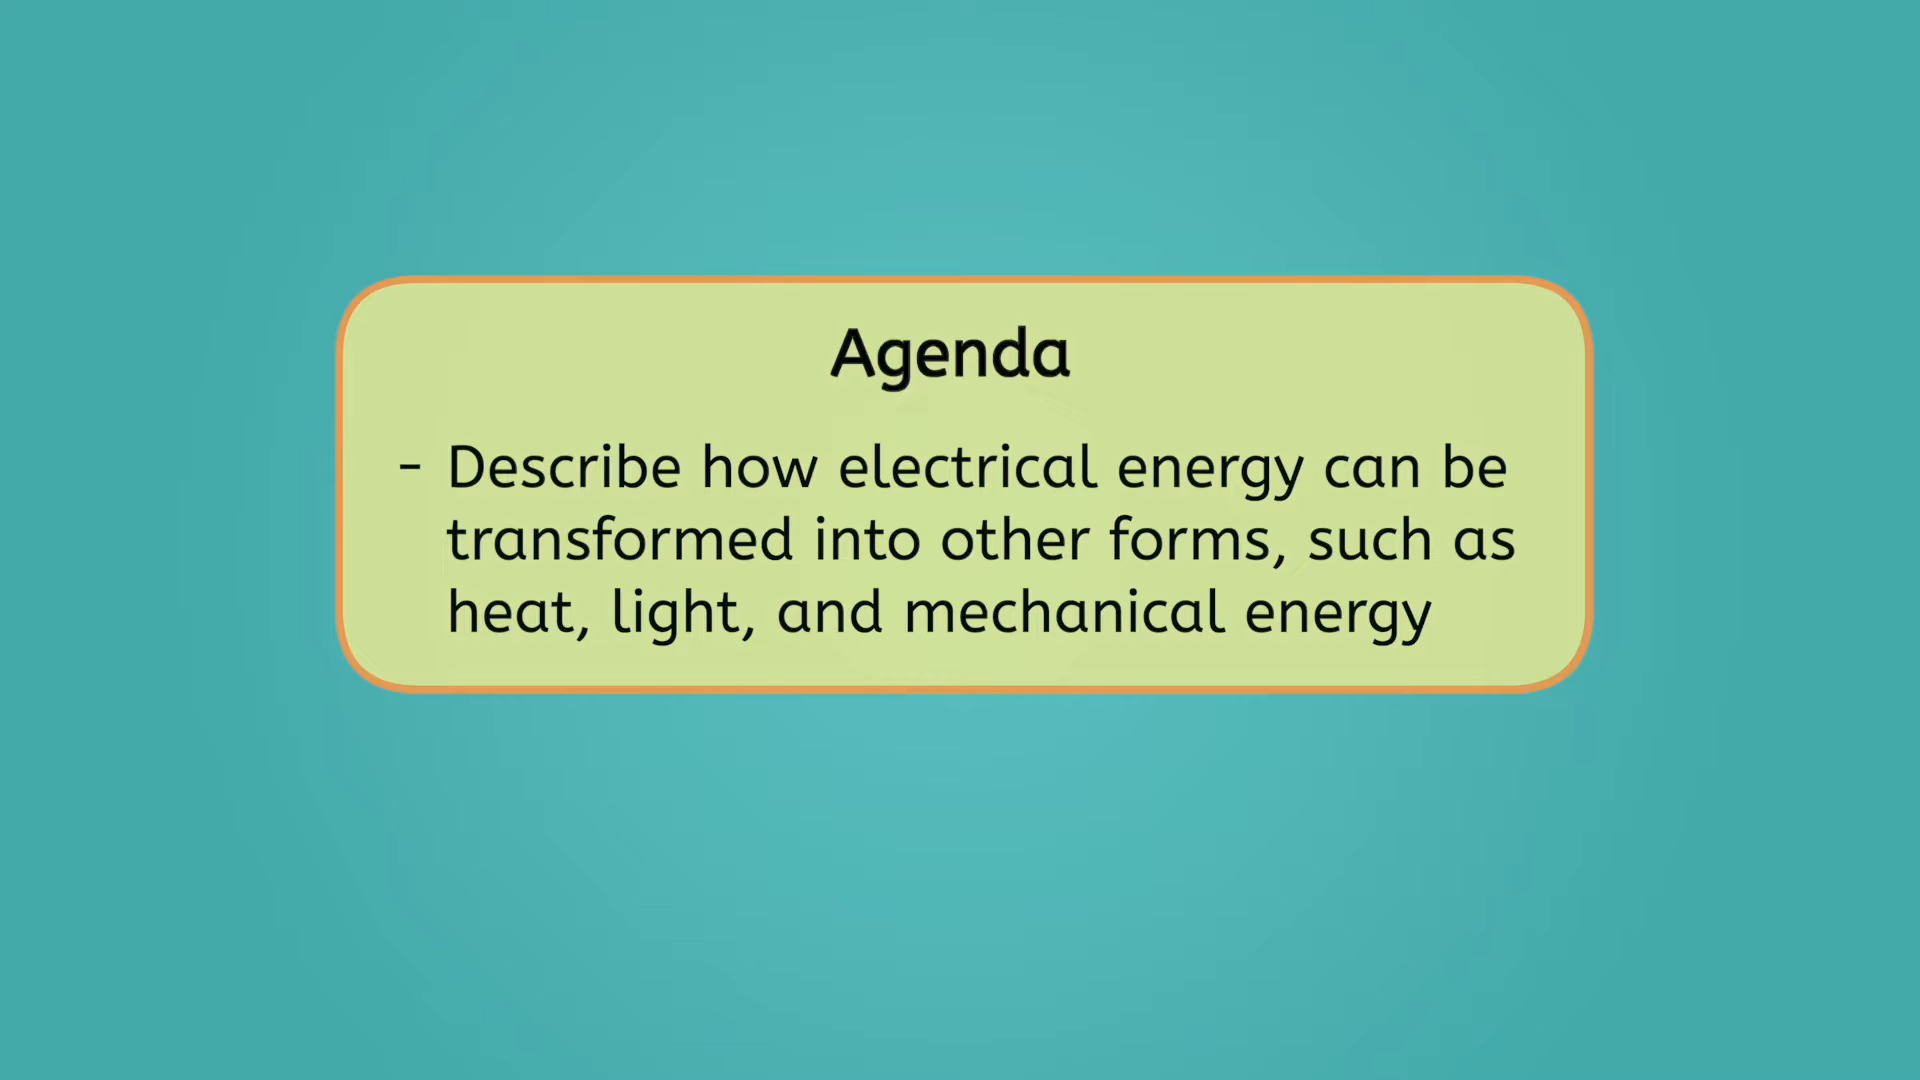 Agenda
- Describe how electrical energy can be
transformed into other forms, such as
heat, light, and mechanical energy